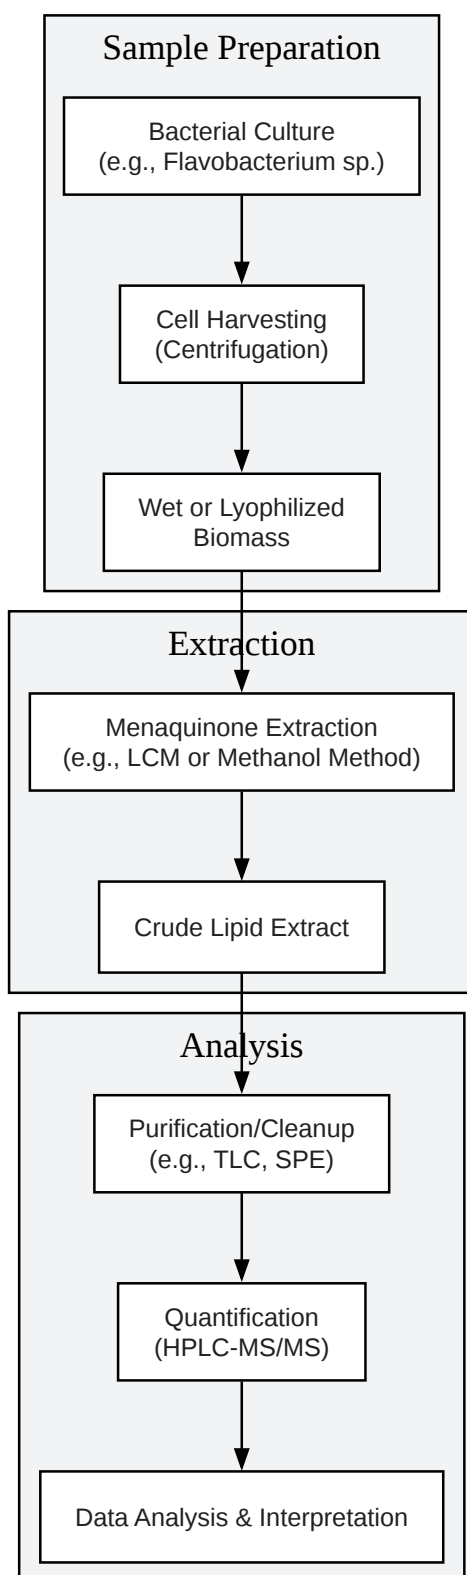 Sample Preparation
Bacterial Culture
(e.g., Flavobacterium sp.)
Cell Harvesting
(Centrifugation)
Wet or Lyophilized
Biomass
Extraction
Menaquinone Extraction
(e.g., LCM or Methanol Method)
Crude Lipid Extract
Analysis
Purification/Cleanup
(e.g., TLC, SPE)
Quantification
(HPLC-MS/MS)
Data Analysis & Interpretation